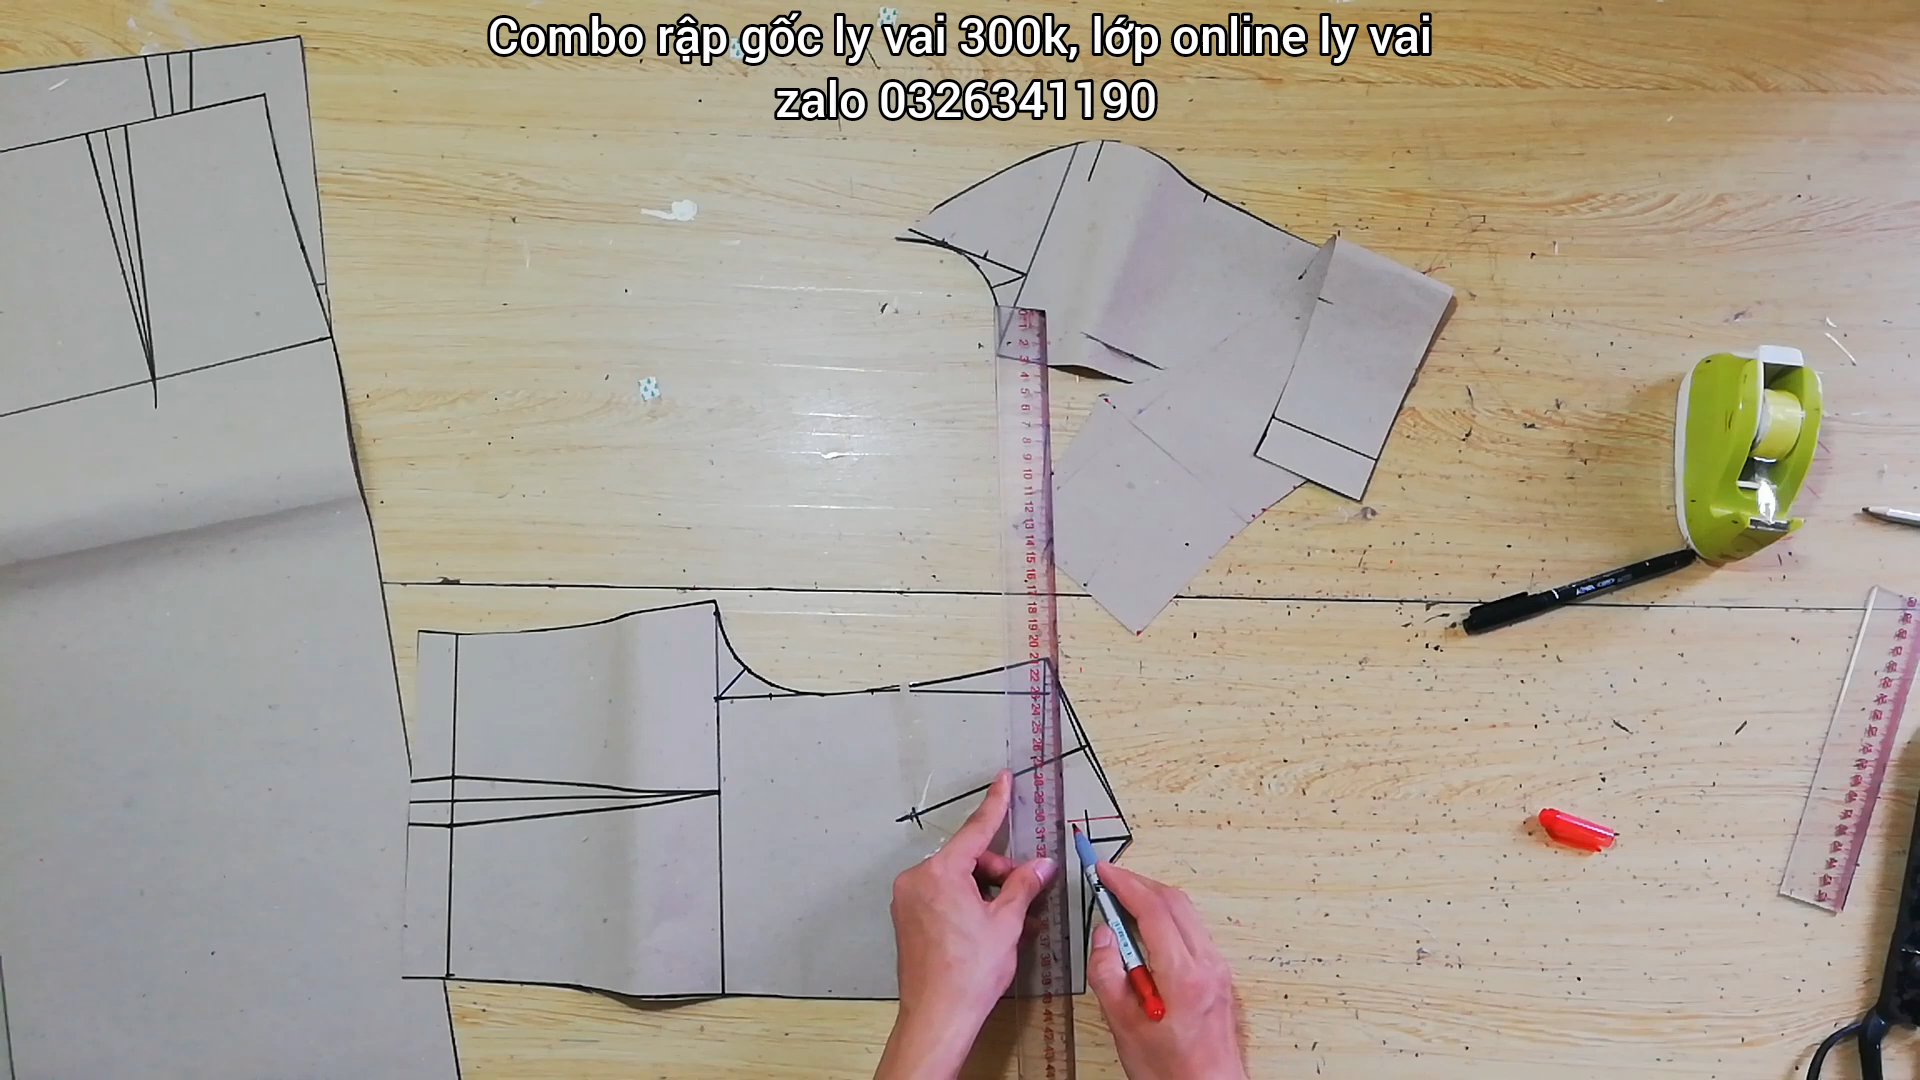 Combo rập gốc ly vai 300k, lớp online ly vai
zalo 0326341190